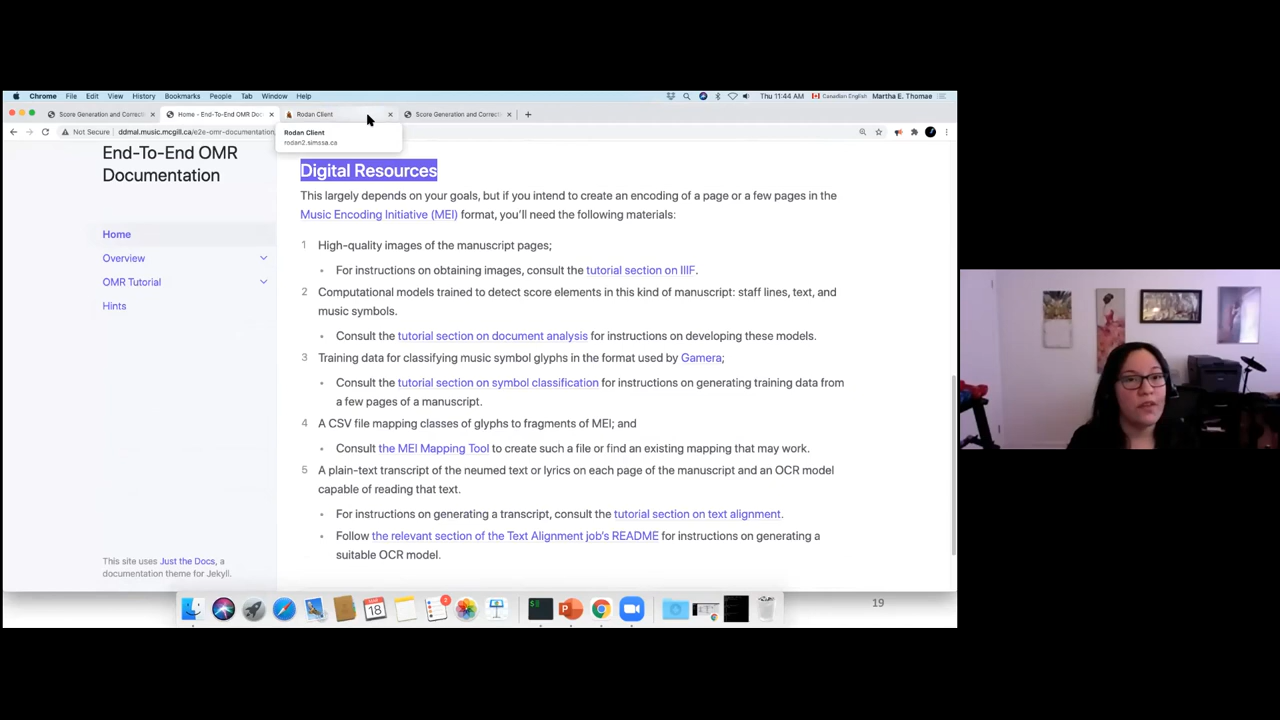 Chrome File Edit View History Bookmarks People Tab Window Help Thu 11:44 AM Canadian English Martha E. Thomae
Score Generation and Correcti Home - End-To-End OMR Doc Rodan Client Score Generation and Correcti
Not Secure ddmal.music.mcgill.ca/e2e-omr-documentation
Rodan Client
rodan2.simssa.ca
End-To-End OMR
Documentation
Home
Overview
OMR Tutorial
Hints
This site uses Just the Docs, a
documentation theme for Jekyll.
Digital Resources
This largely depends on your goals, but if you intend to create an encoding of a page or a few pages in the
Music Encoding Initiative (MEI) format, you’ll need the following materials:
1 High-quality images of the manuscript pages;
• For instructions on obtaining images, consult the tutorial section on IIIF.
2 Computational models trained to detect score elements in this kind of manuscript: staff lines, text, and
music symbols.
• Consult the tutorial section on document analysis for instructions on developing these models.
3 Training data for classifying music symbol glyphs in the format used by Gamera;
• Consult the tutorial section on symbol classification for instructions on generating training data from
a few pages of a manuscript.
4 A CSV file mapping classes of glyphs to fragments of MEI; and
• Consult the MEI Mapping Tool to create such a file or find an existing mapping that may work.
5 A plain-text transcript of the neumed text or lyrics on each page of the manuscript and an OCR model
capable of reading that text.
• For instructions on generating a transcript, consult the tutorial section on text alignment.
• Follow the relevant section of the Text Alignment job’s README for instructions on generating a
suitable OCR model.
19